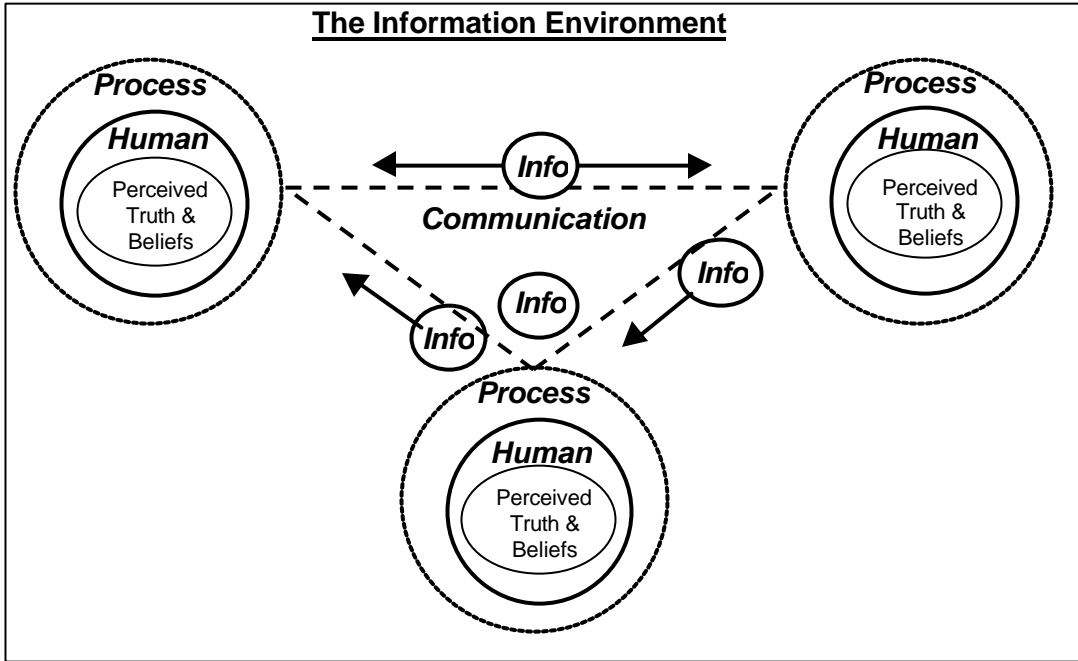 The Information Environment
Process
Human
Perceived
Truth &
Beliefs
Process
Human
Perceived
Truth &
Beliefs
Info
Communication
Info
Info
Info
Process
Human
Perceived
Truth &
Beliefs